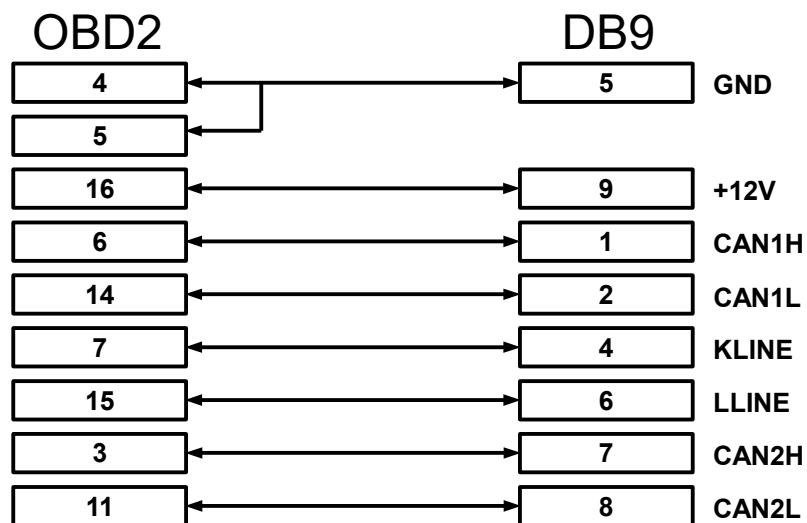 OBD2 DB9
4 5 GND
5
16 9 +12V
6 1 CAN1H
14 2 CAN1L
7 4 KLINE
15 6 LLINE
3 7 CAN2H
11 8 CAN2L